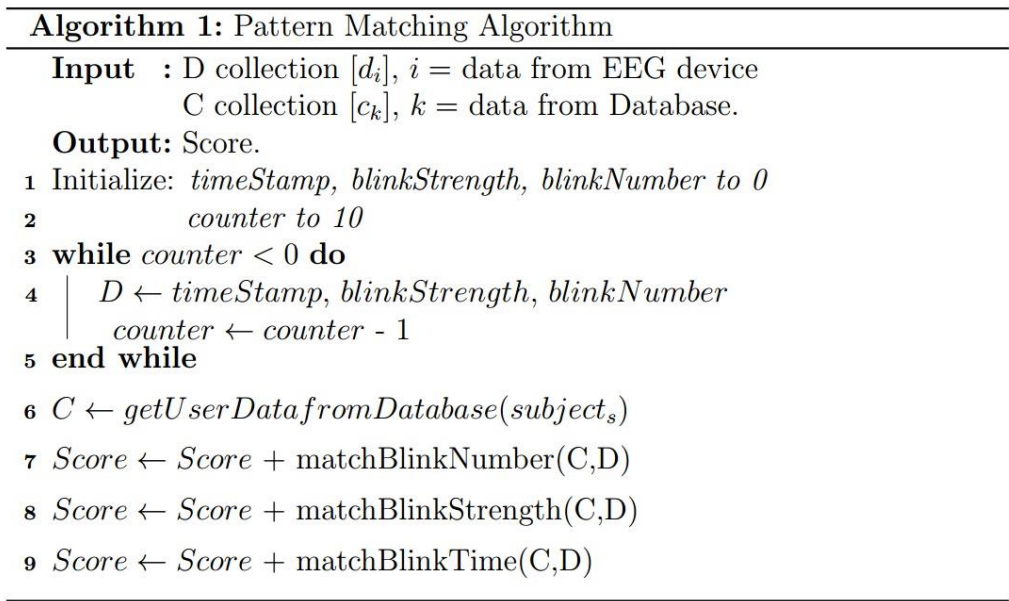 Algorithm 1: Pattern Matching Algorithm
Input : D collection [dᵢ], i = data from EEG device
C collection [cₖ], k = data from Database.
Output: Score.
1 Initialize: timeStamp, blinkStrength, blinkNumber to 0
2 counter to 10
3 while counter < 0 do
4 D ← timeStamp, blinkStrength, blinkNumber
counter ← counter - 1
5 end while
6 C ← getUserDatafromDatabase(subjectₛ)
7 Score ← Score + matchBlinkNumber(C,D)
8 Score ← Score + matchBlinkStrength(C,D)
9 Score ← Score + matchBlinkTime(C,D)